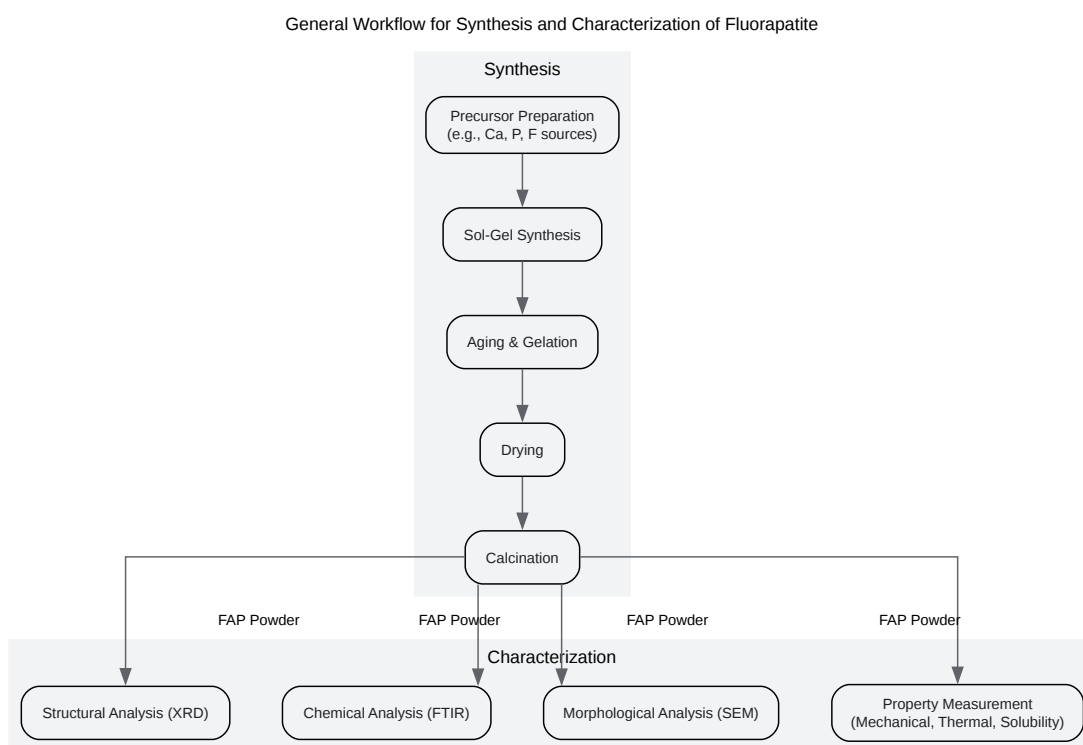 General Workflow for Synthesis and Characterization of Fluorapatite
Synthesis
Precursor Preparation
(e.g., Ca, P, F sources)
Sol-Gel Synthesis
Aging & Gelation
Drying
Calcination
FAP Powder
FAP Powder
FAP Powder
FAP Powder
Characterization
Structural Analysis (XRD)
Chemical Analysis (FTIR)
Morphological Analysis (SEM)
Property Measurement
(Mechanical, Thermal, Solubility)